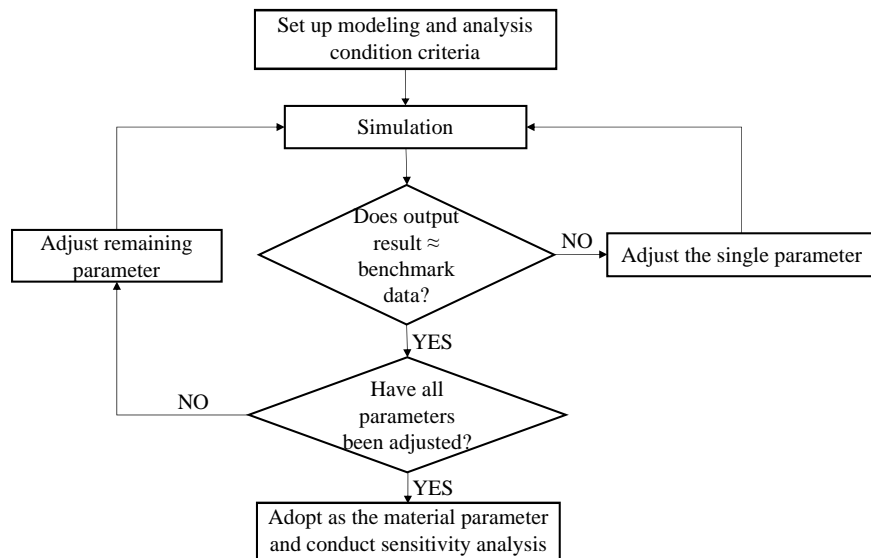 Set up modeling and analysis
condition criteria
Simulation
Does output
result ≈
benchmark
data?
NO
Adjust the single parameter
Adjust remaining
parameter
YES
Have all
parameters
been adjusted?
NO
YES
Adopt as the material parameter
and conduct sensitivity analysis